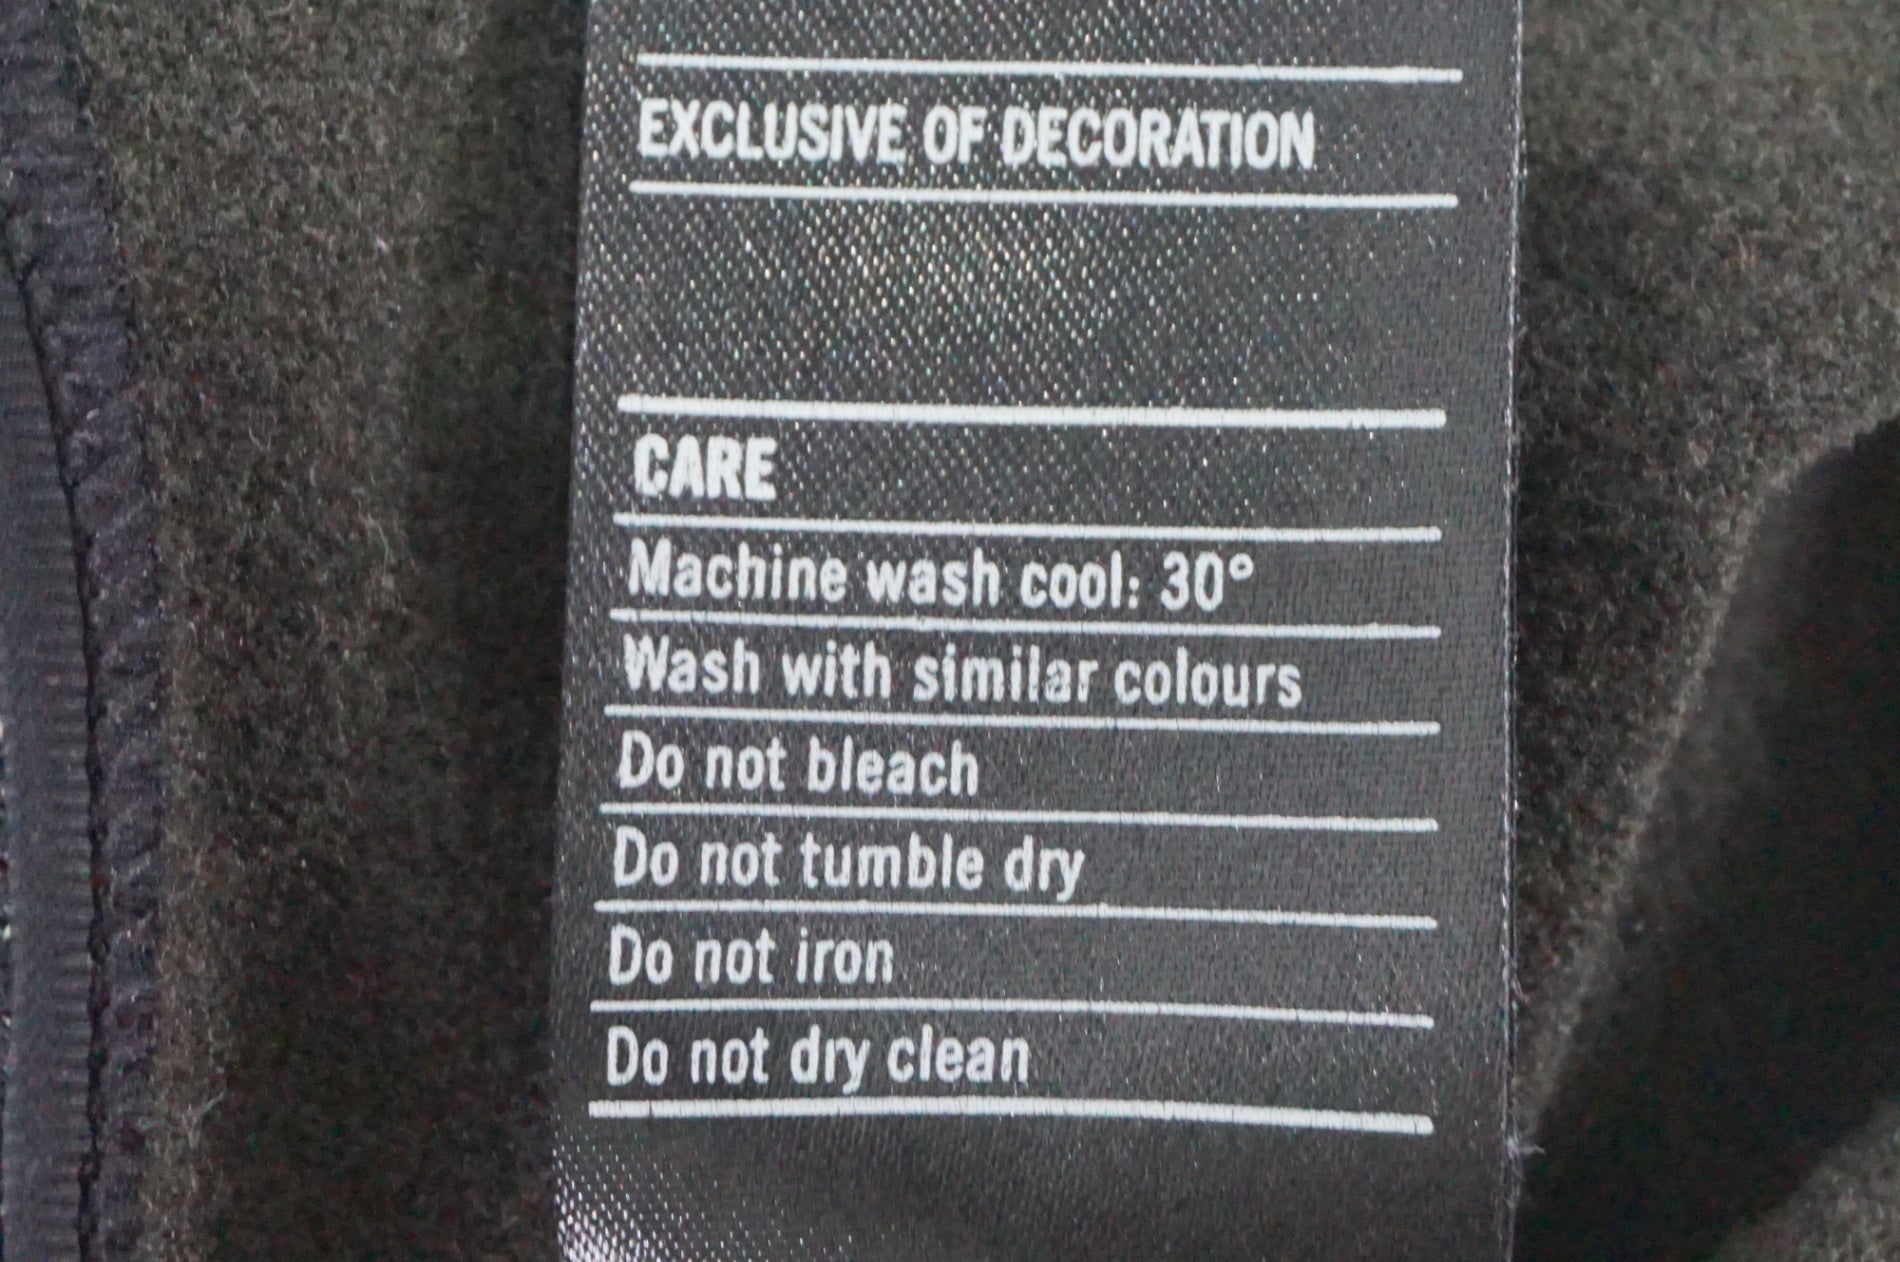 EXCLUSIVE OF DECORATION
CARE
Machine wash cool: 30°
Wash with similar colours
Do not bleach
Do not tumble dry
Do not iron
Do not dry clean